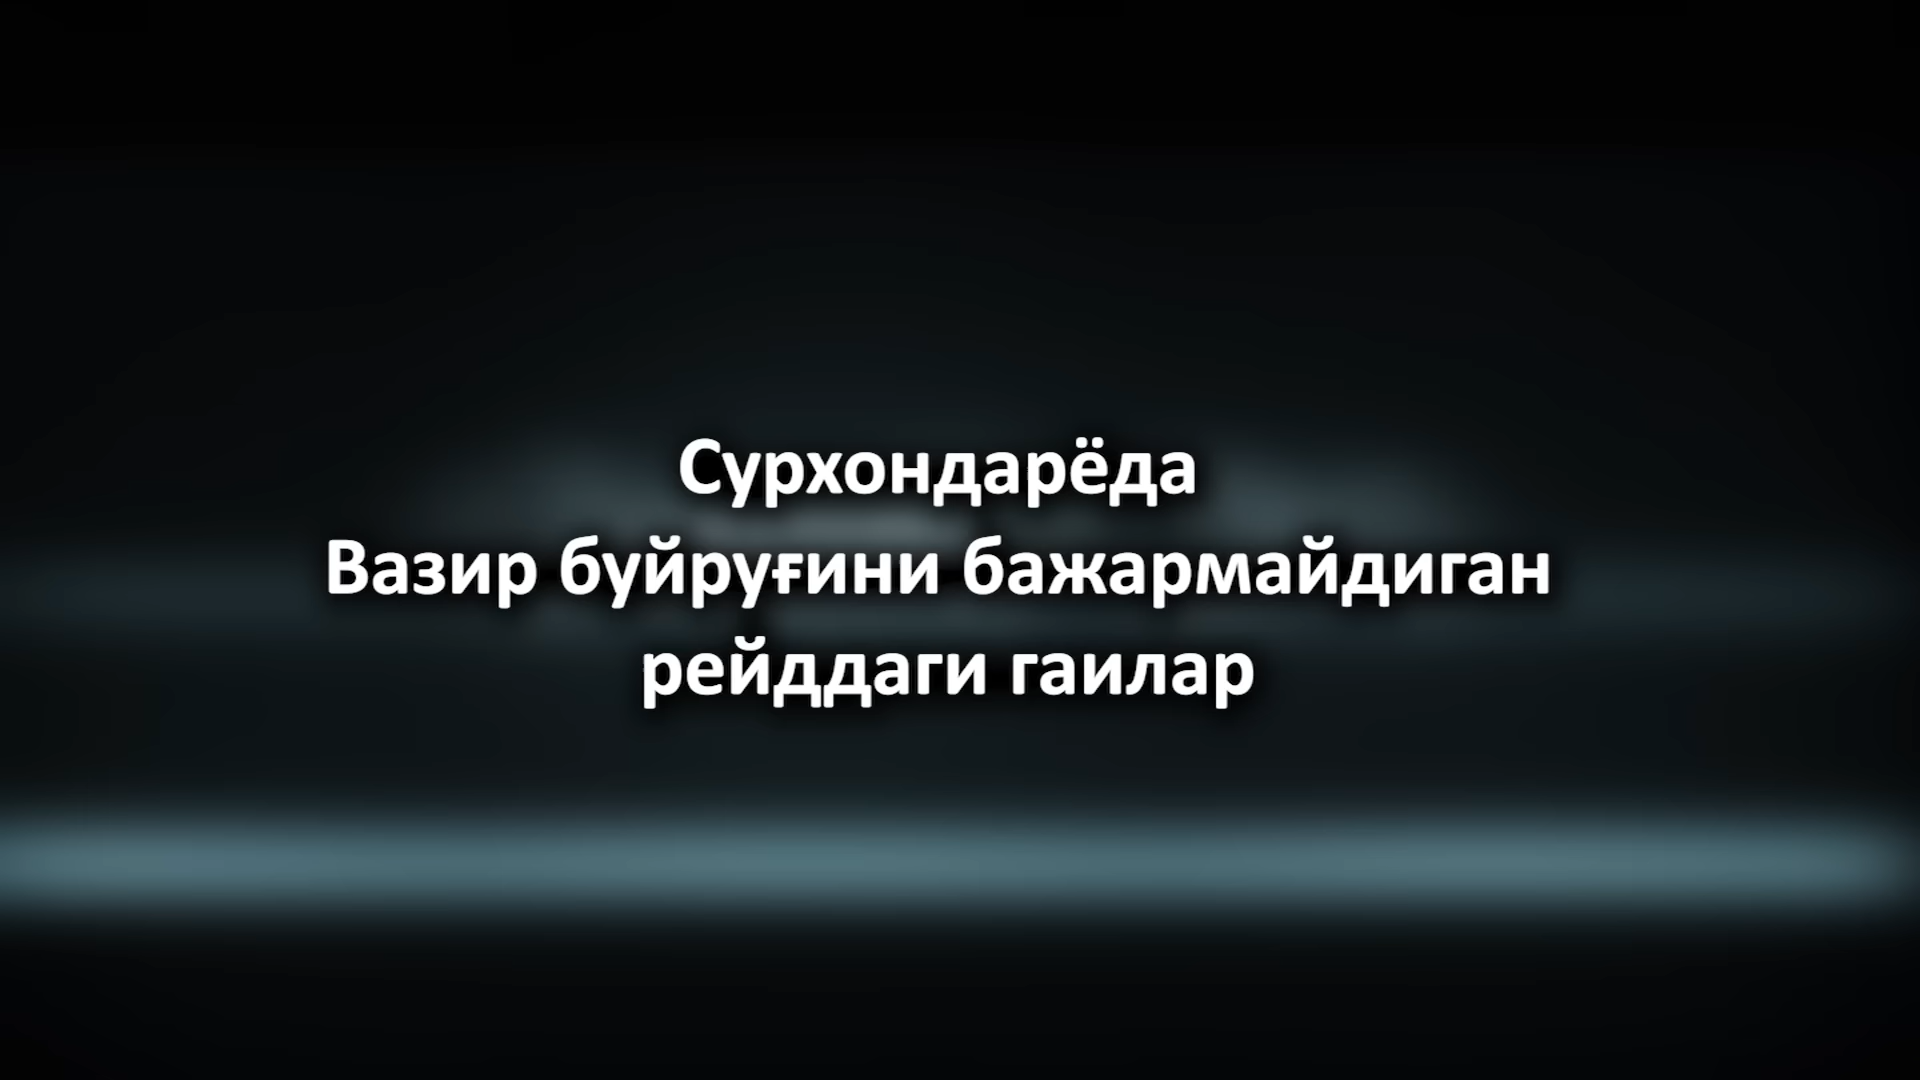 Сурхондарёда
Вазир буйруғини бажармайдиган
рейддаги гаилар